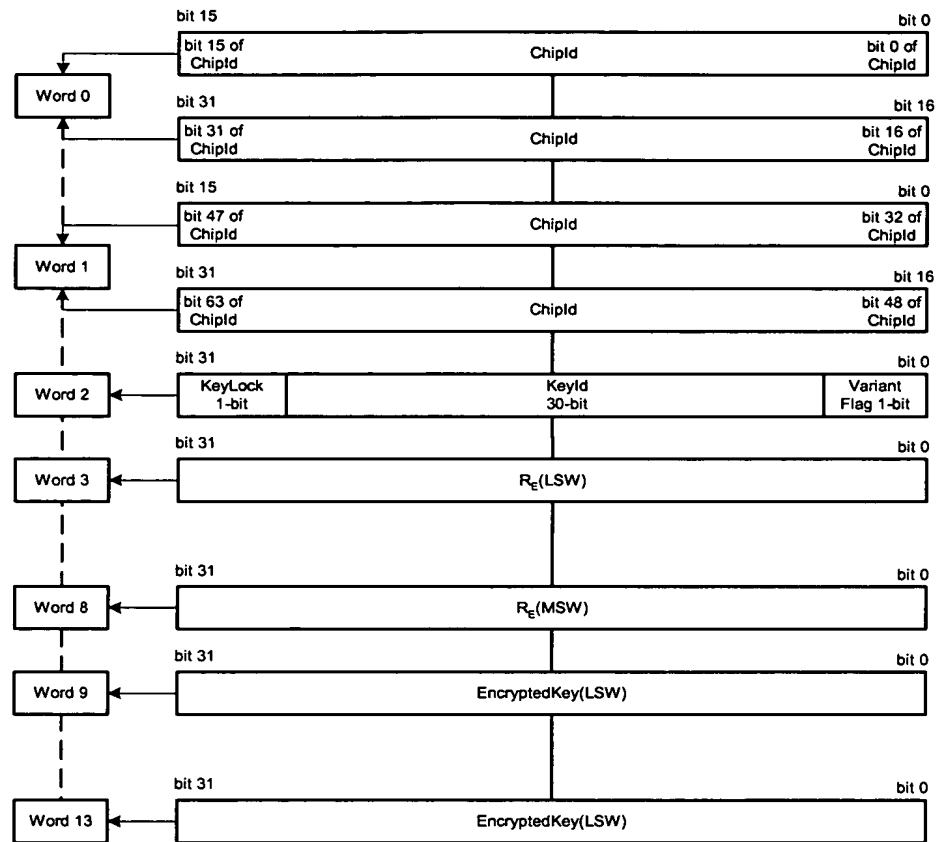 bit 15 bit 0
bit 15 of ChipId ChipId bit 0 of ChipId
Word 0
bit 31 bit 16
bit 31 of ChipId ChipId bit 16 of ChipId
bit 15 bit 0
bit 47 of ChipId ChipId bit 32 of ChipId
Word 1
bit 31 bit 16
bit 63 of ChipId ChipId bit 48 of ChipId
bit 31 bit 0
Word 2
KeyLock 1-bit KeyId 30-bit Variant Flag 1-bit
bit 31 bit 0
Word 3 R_E(LSW)
bit 31 bit 0
Word 8 R_E(MSW)
bit 31 bit 0
Word 9 EncryptedKey(LSW)
bit 31 bit 0
Word 13 EncryptedKey(LSW)